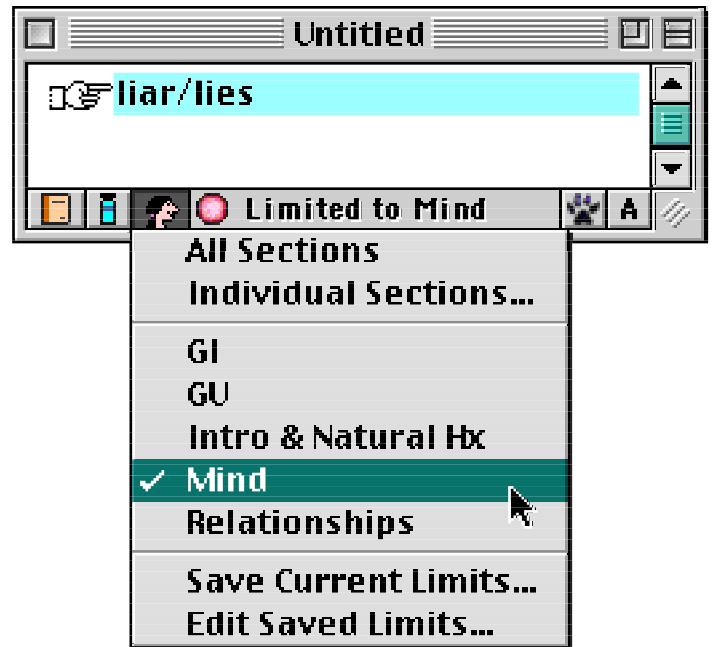 Untitled
liar/lies
Limited to Mind
A
All Sections
Individual Sections...
GI
GU
Intro & Natural Hx
Mind
Relationships
Save Current Limits...
Edit Saved Limits...